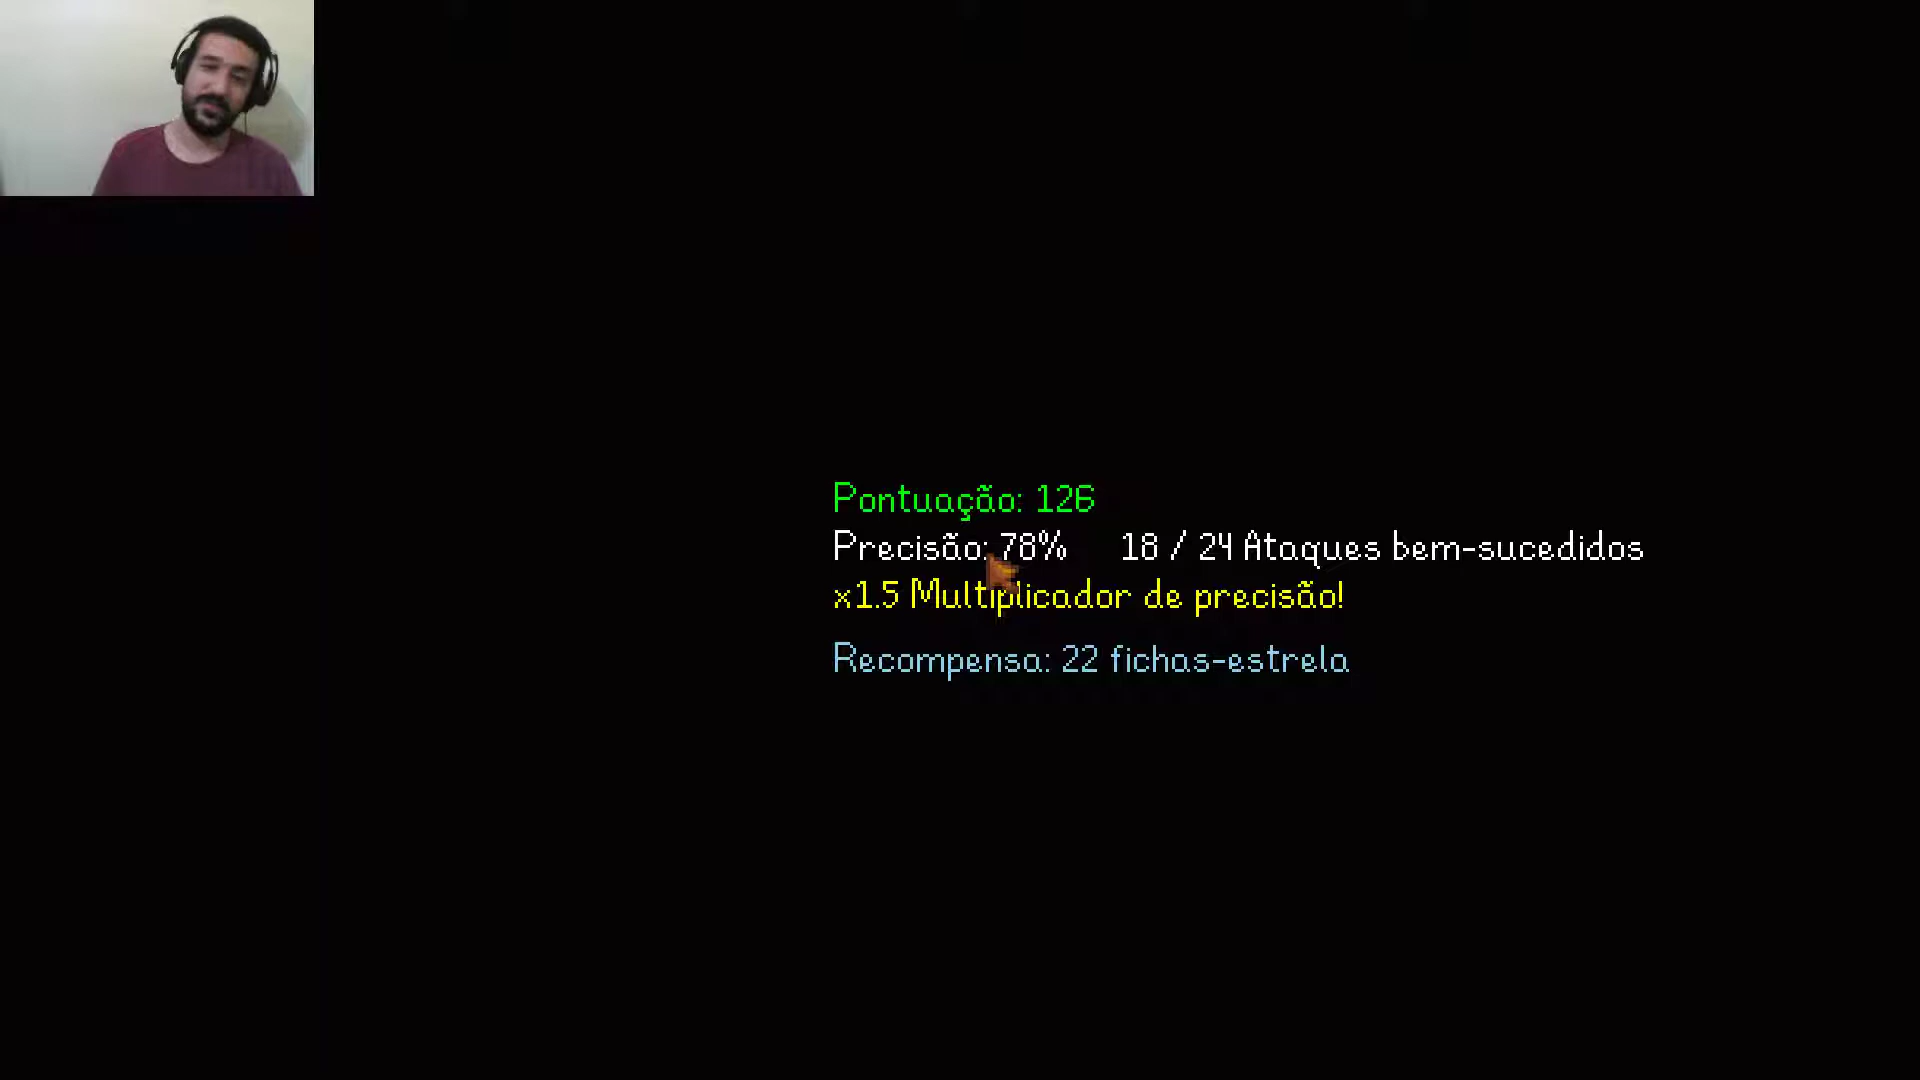 Pontuação: 126
Precisão: 78% 18 / 24 Ataques bem-sucedidos
x1.5 Multiplicador de precisão!
Recompensa: 22 fichas-estrela